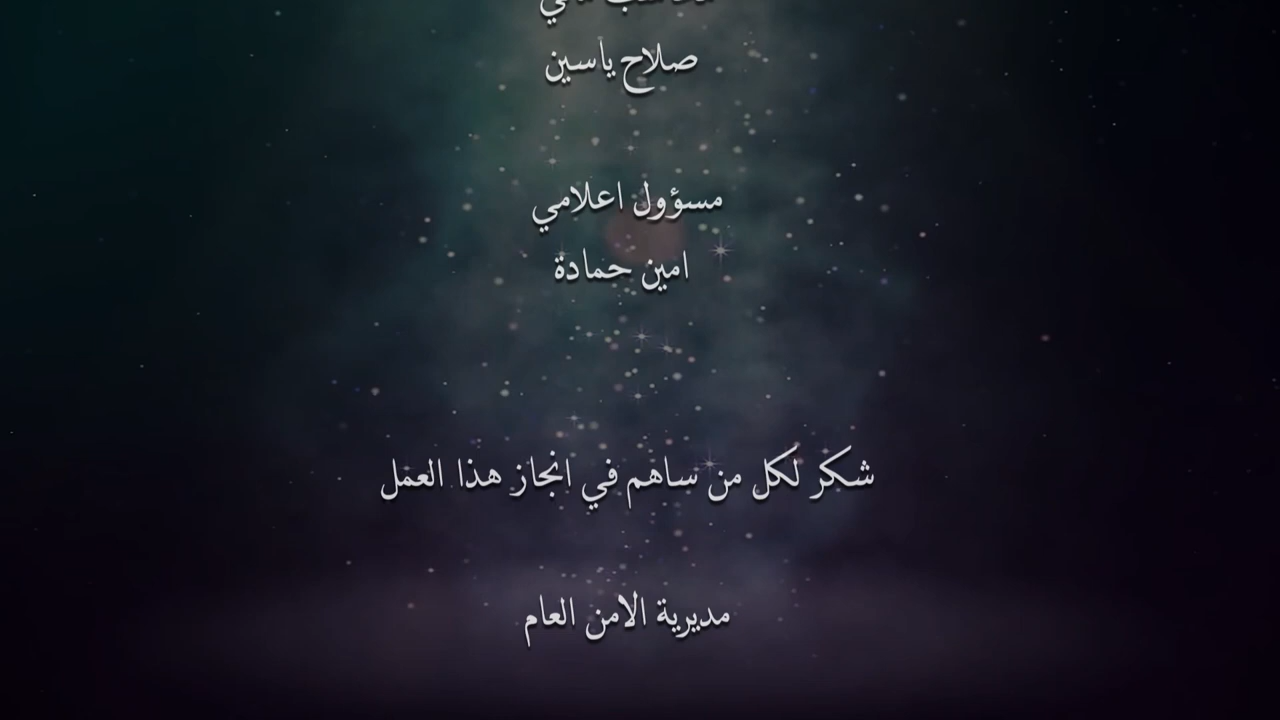 صلاح ياسين
مسؤول اعلامي
امين حمادة
شكر لكل من ساهم في انجاز هذا العمل
مديرية الامن العام